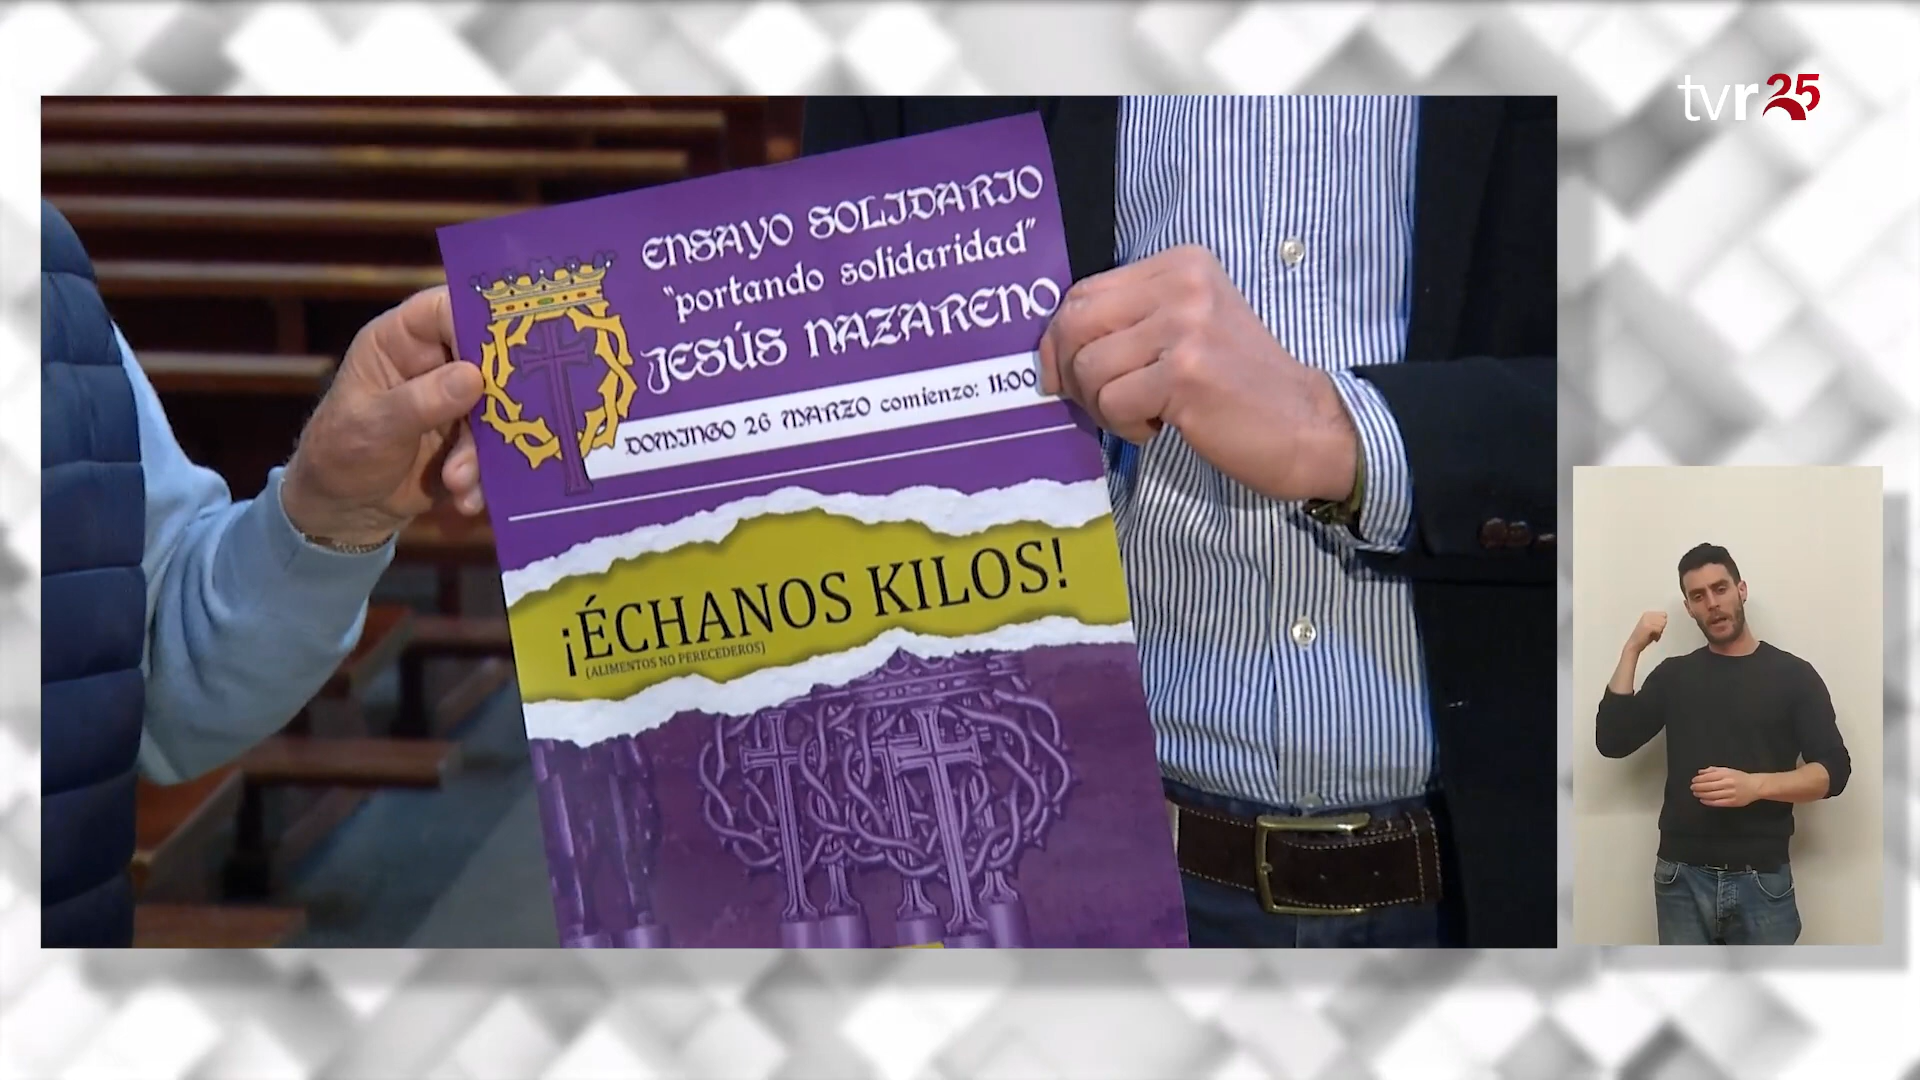 tvr25
ENSAYO SOLIDARIO
"portando solidaridad"
JESÚS NAZARENO
DOMINGO 26 MARZO comienzo: 11:00
¡ÉCHANOS KILOS!
(ALIMENTOS NO PERECEDEROS)